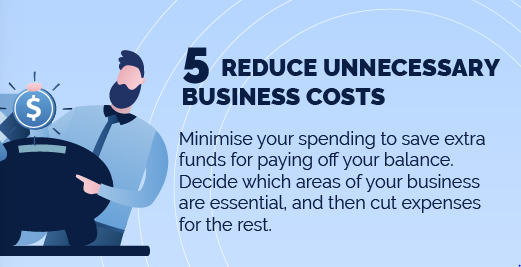 5 REDUCE UNNECESSARY
BUSINESS COSTS
Minimise your spending to save extra
funds for paying off your balance.
Decide which areas of your business
are essential, and then cut expenses
for the rest.
$